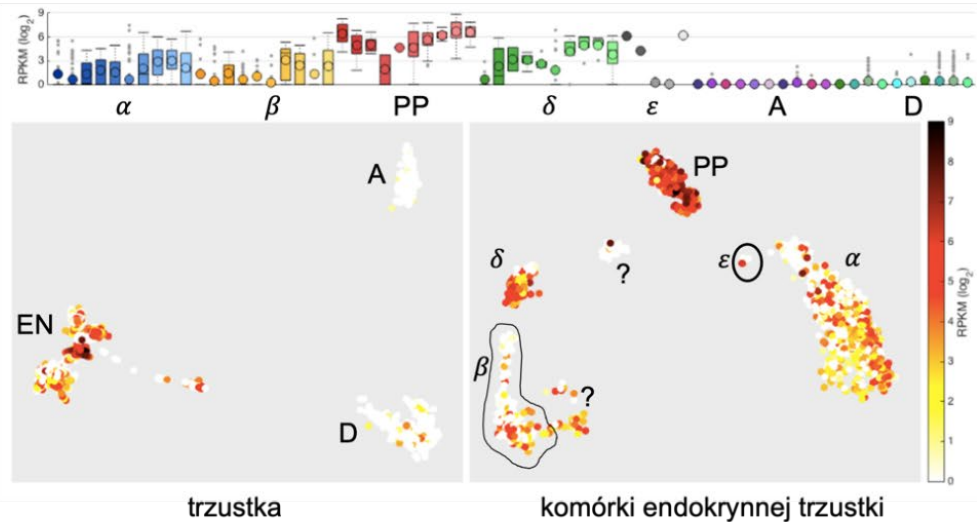 RPKM (log2)
9
6
3
0
α β PP δ ε A D
A
EN
D
PP
δ
?
ε
α
β
?
9
8
7
6
5
4
3
2
1
0
RPKM (log2)
trzustka
komórki endokrynnej trzustki